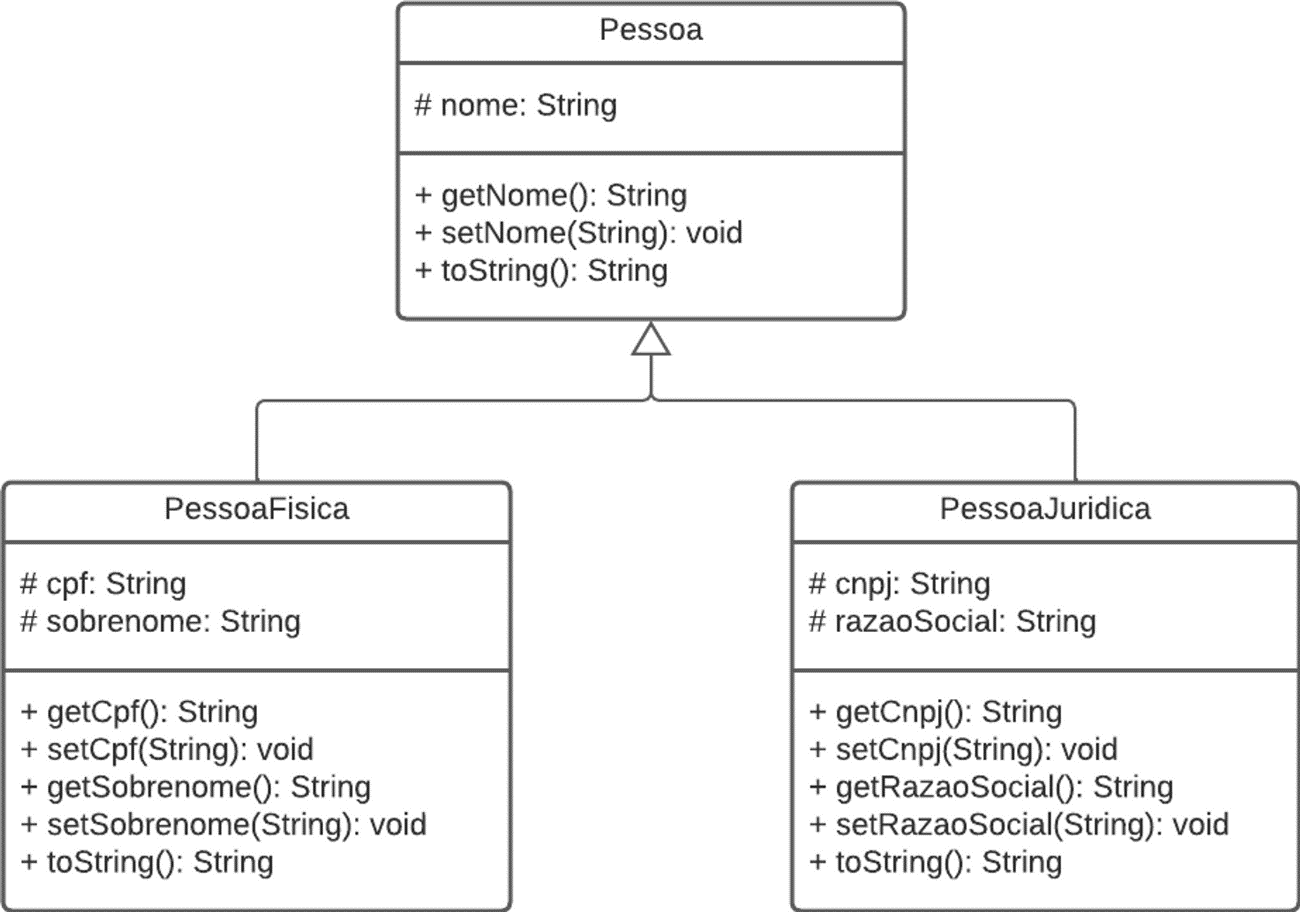 Pessoa
# nome: String
+ getNome(): String
+ setNome(String): void
+ toString(): String
PessoaFisica
# cpf: String
# sobrenome: String
+ getCpf(): String
+ setCpf(String): void
+ getSobrenome(): String
+ setSobrenome(String): void
+ toString(): String
PessoaJuridica
# cnpj: String
# razaoSocial: String
+ getCnpj(): String
+ setCnpj(String): void
+ getRazaoSocial(): String
+ setRazaoSocial(String): void
+ toString(): String